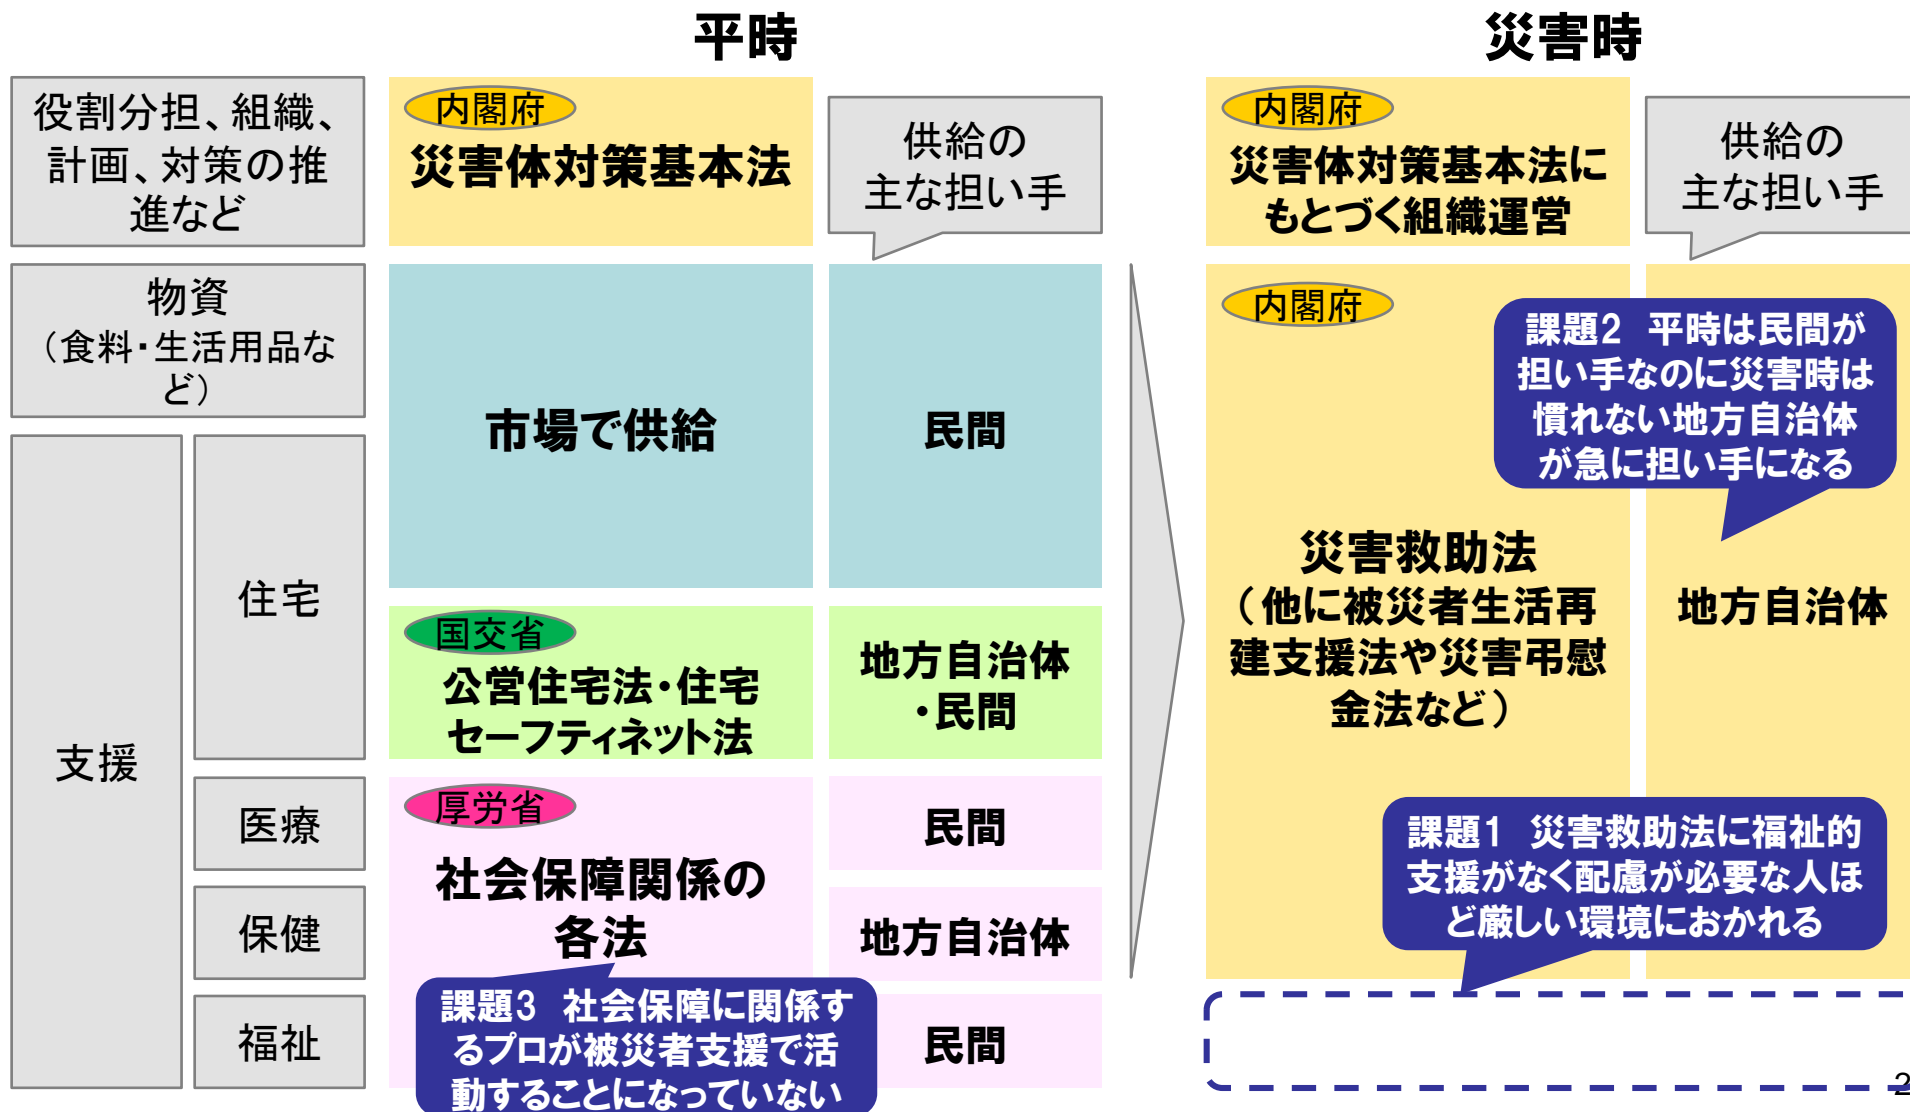 平時
災害時
役割分担、組織、
計画、対策の推
進など
内閣府
災害体対策基本法
供給の
主な担い手
内閣府
災害体対策基本法に
もとづく組織運営
供給の
主な担い手
物資
（食料・生活用品な
ど）
市場で供給
民間
内閣府
課題2　平時は民間が
担い手なのに災害時は
慣れない地方自治体
が急に担い手になる
災害救助法
（他に被災者生活再
建支援法や災害弔慰
金法など）
地方自治体
支援
住宅
国交省
公営住宅法・住宅
セーフティネット法
地方自治体
・民間
医療
厚労省
社会保障関係の
各法
民間
保健
地方自治体
課題1　災害救助法に福祉的
支援がなく配慮が必要な人ほ
ど厳しい環境におかれる
福祉
課題3　社会保障に関係す
るプロが被災者支援で活
動することになっていない
民間
2